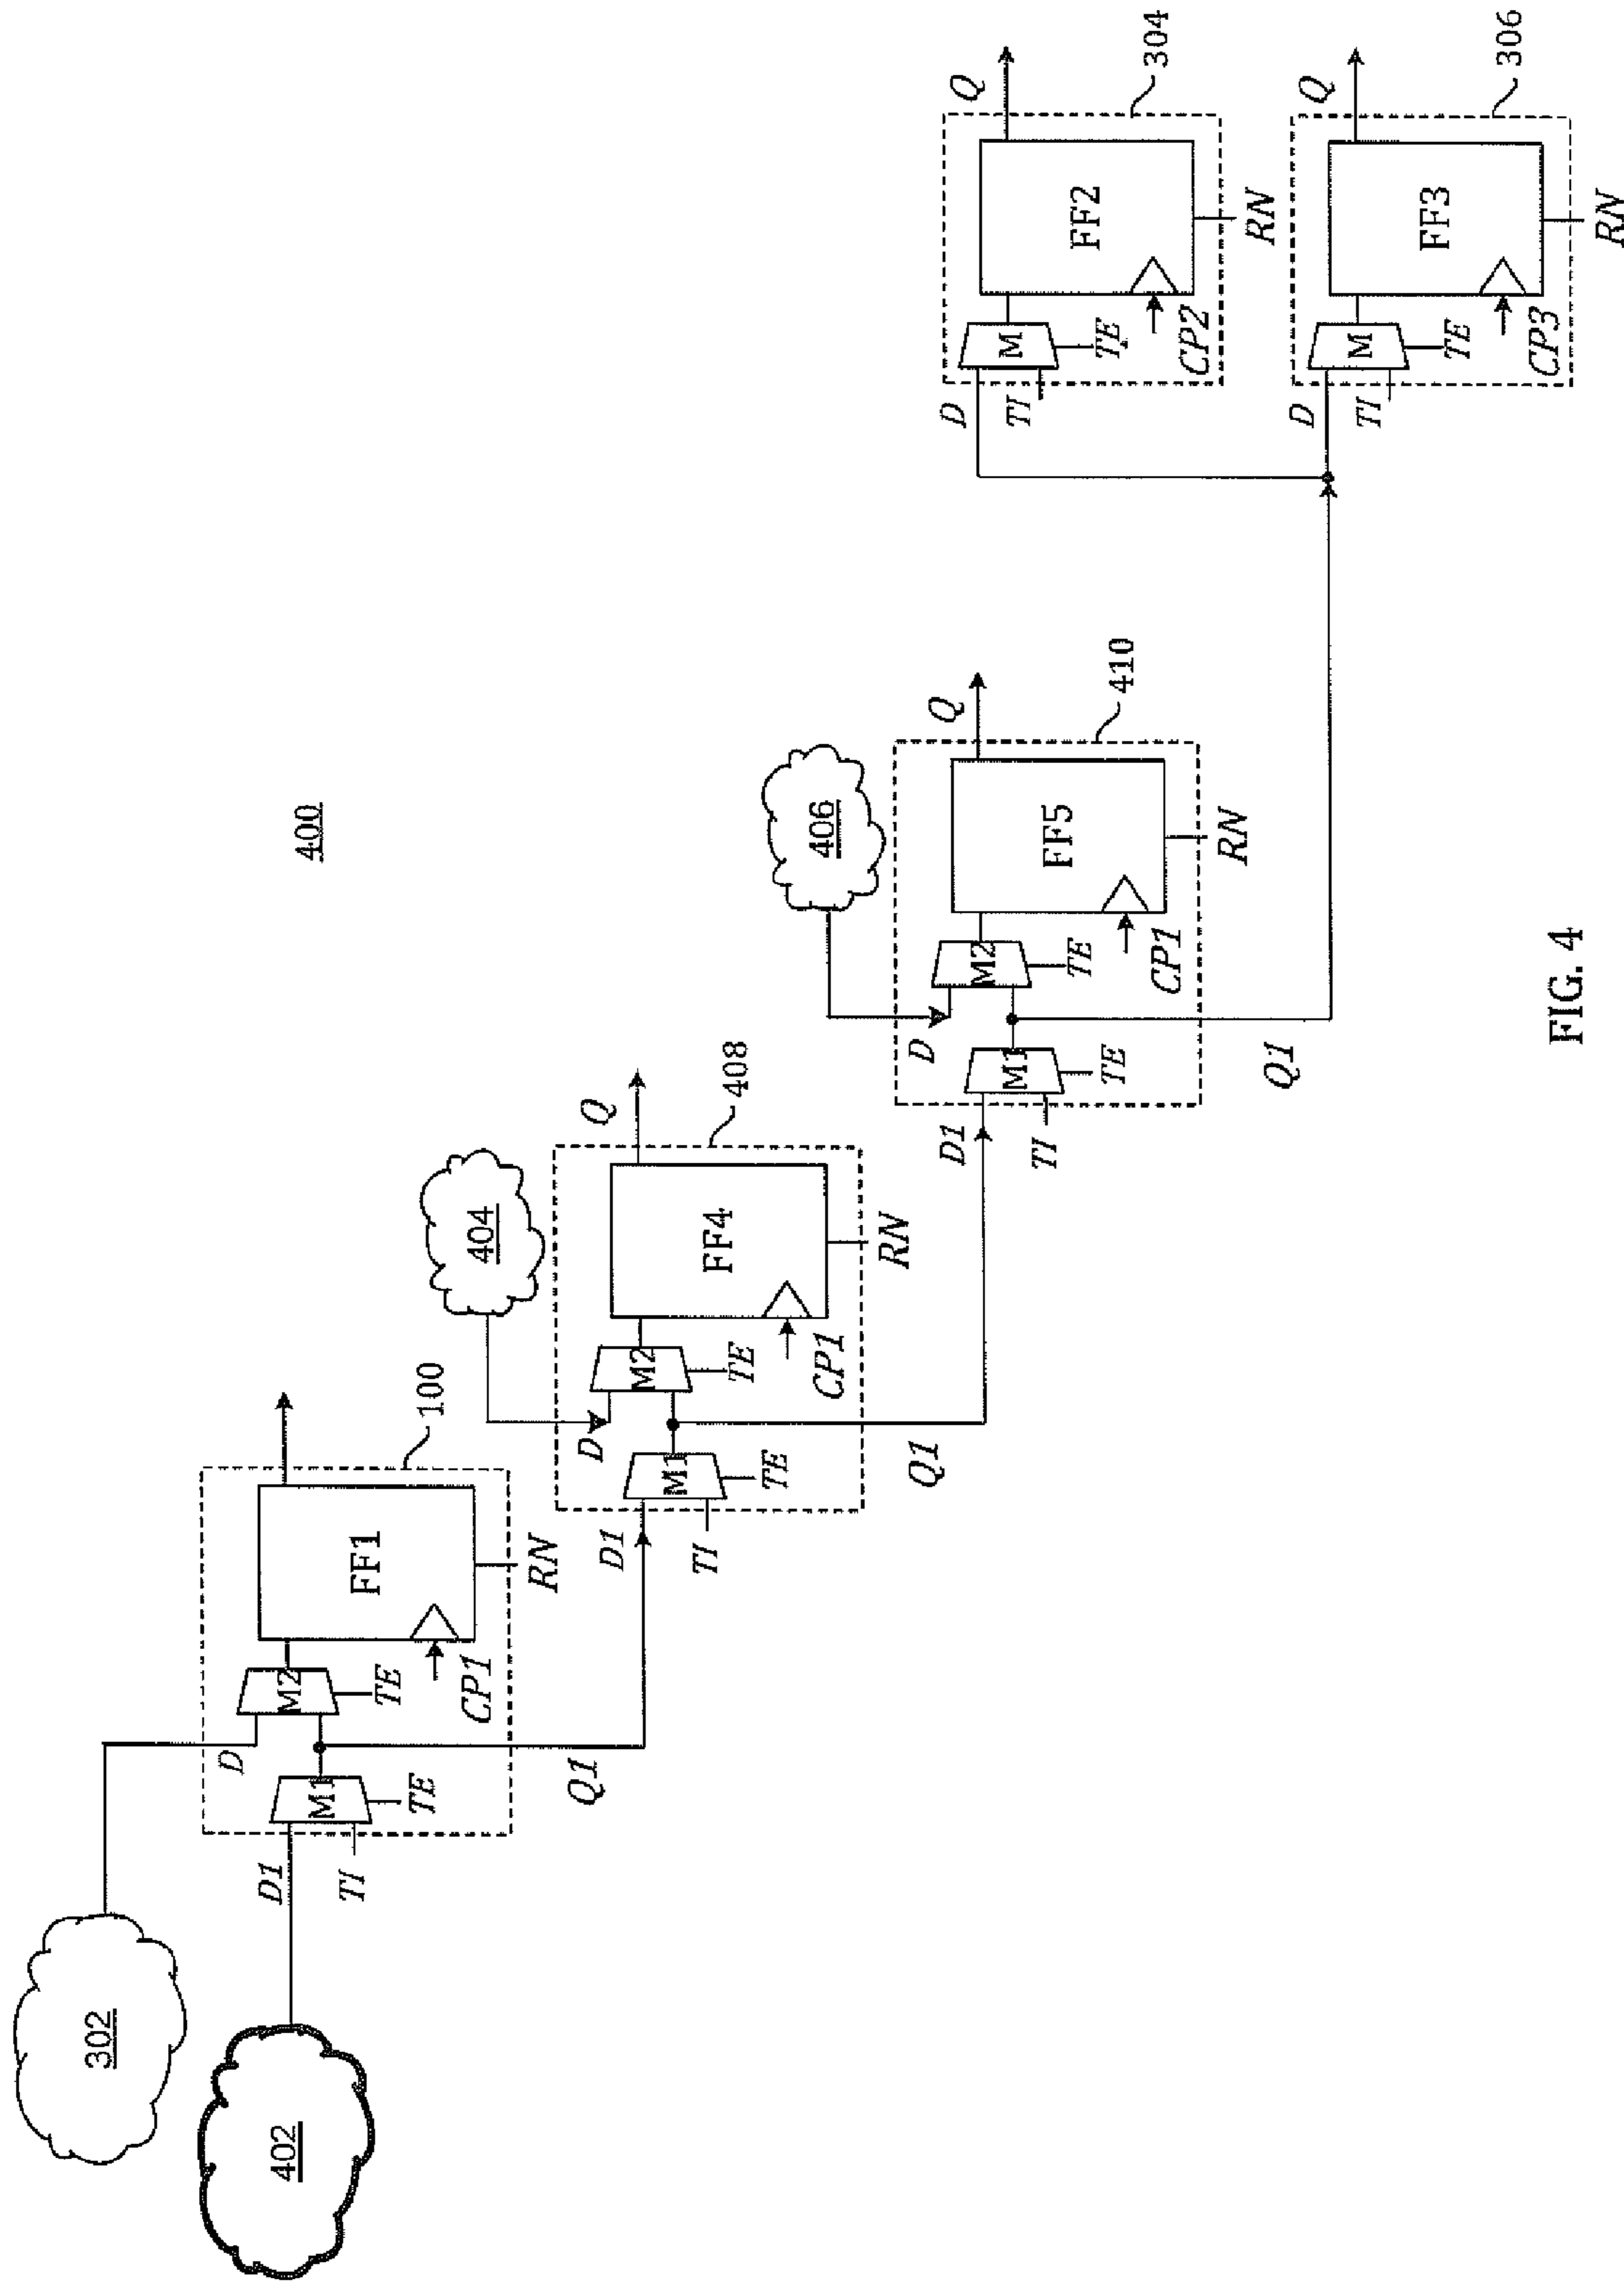 400
302
402
D1
TI
D
M1
TE
M2
TE
FF1
CP1
RN
100
Q1
404
D1
TI
D
M1
TE
M2
TE
FF4
CP1
RN
Q
408
Q1
406
D1
TI
D
M1
TE
M2
TE
FF5
CP1
RN
Q
410
Q1
D
TI
M
TE
FF2
CP2
RN
Q
304
D
TI
M
TE
FF3
CP3
RN
Q
306
FIG. 4